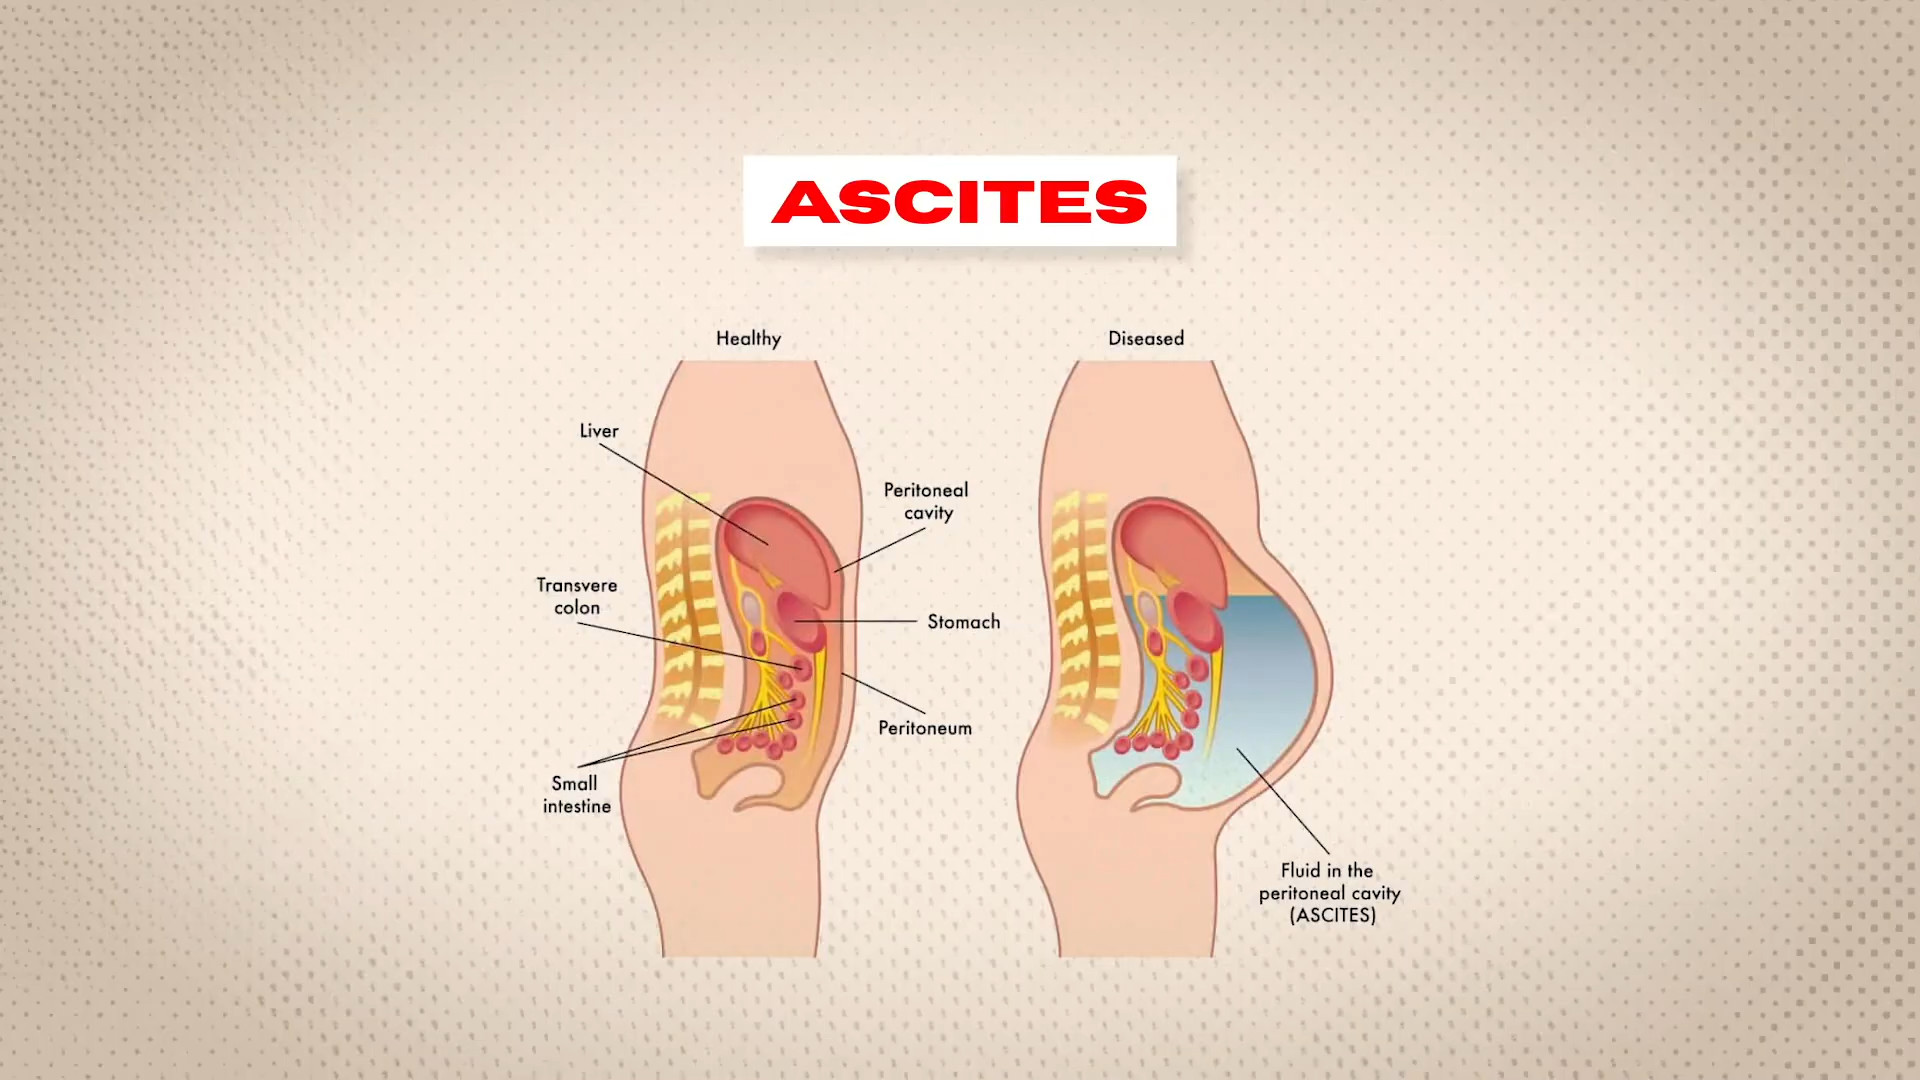 ASCITES
Healthy
Diseased
Liver
Peritoneal
cavity
Transvere
colon
Stomach
Peritoneum
Small
intestine
Fluid in the
peritoneal cavity
(ASCITES)